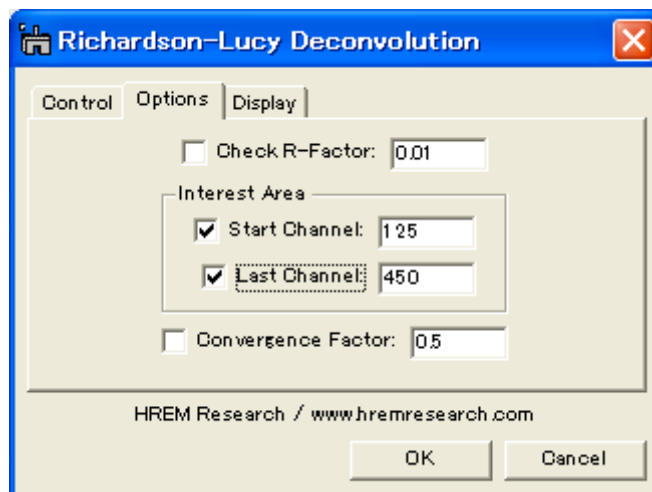 Richardson-Lucy Deconvolution
Control Options Display
Check R-Factor: 0.01
Interest Area
Start Channel: 125
Last Channel: 450
Convergence Factor: 0.5
HREM Research / www.hremresearch.com
OK Cancel